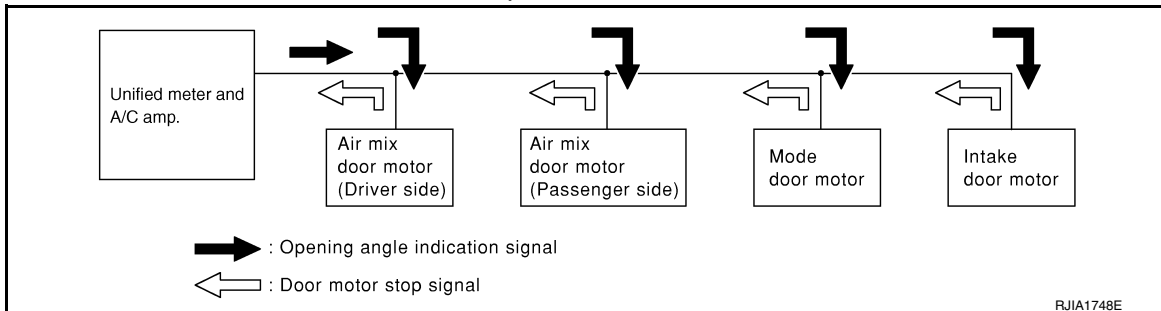 Unified meter and
A/C amp.
Air mix
door motor
(Driver side)
Air mix
door motor
(Passenger side)
Mode
door motor
Intake
door motor
: Opening angle indication signal
: Door motor stop signal
RJIA1748E